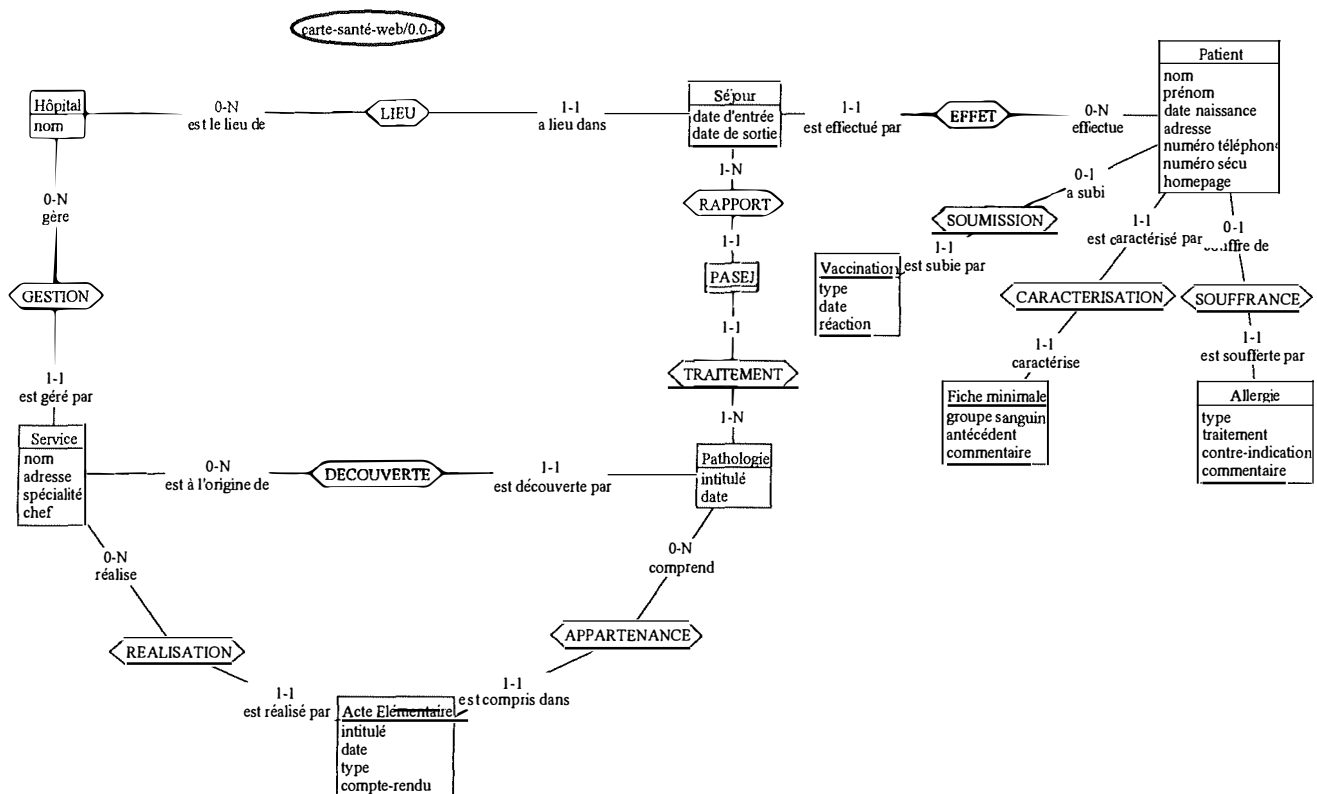 carte-santé-web/0.0-1
Hôpital
nom
0-N
est le lieu de
LIEU
1-1
a lieu dans
Séjour
date d'entrée
date de sortie
1-1
est effectué par
EFFET
0-N
effectue
Patient
nom
prénom
date naissance
adresse
numéro téléphone
numéro sécu
homepage
0-N
gère
GESTION
1-1
est géré par
1-N
RAPPORT
1-1
PASEJ
1-1
TRAITEMENT
1-N
0-1
a subi
SOUMISSION
1-1
est subie par
Vaccination
type
date
réaction
1-1
est caractérisé par
CARACTERISATION
1-1
caractérise
Fiche minimale
groupe sanguin
antécédent
commentaire
0-1
souffre de
SOUFFRANCE
1-1
est soufferte par
Allergie
type
traitement
contre-indication
commentaire
Service
nom
adresse
spécialité
chef
0-N
est à l'origine de
DECOUVERTE
1-1
est découverte par
Pathologie
intitulé
date
0-N
réalise
REALISATION
1-1
est réalisé par
0-N
comprend
APPARTENANCE
1-1
est compris dans
Acte Elémentaire
intitulé
date
type
compte-rendu